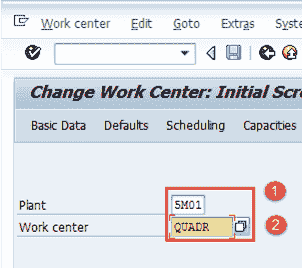 Work center Edit Goto Extras System
Change Work Center: Initial Scre
Basic Data Defaults Scheduling Capacities
Plant 5M01 1
Work center QUADR 2